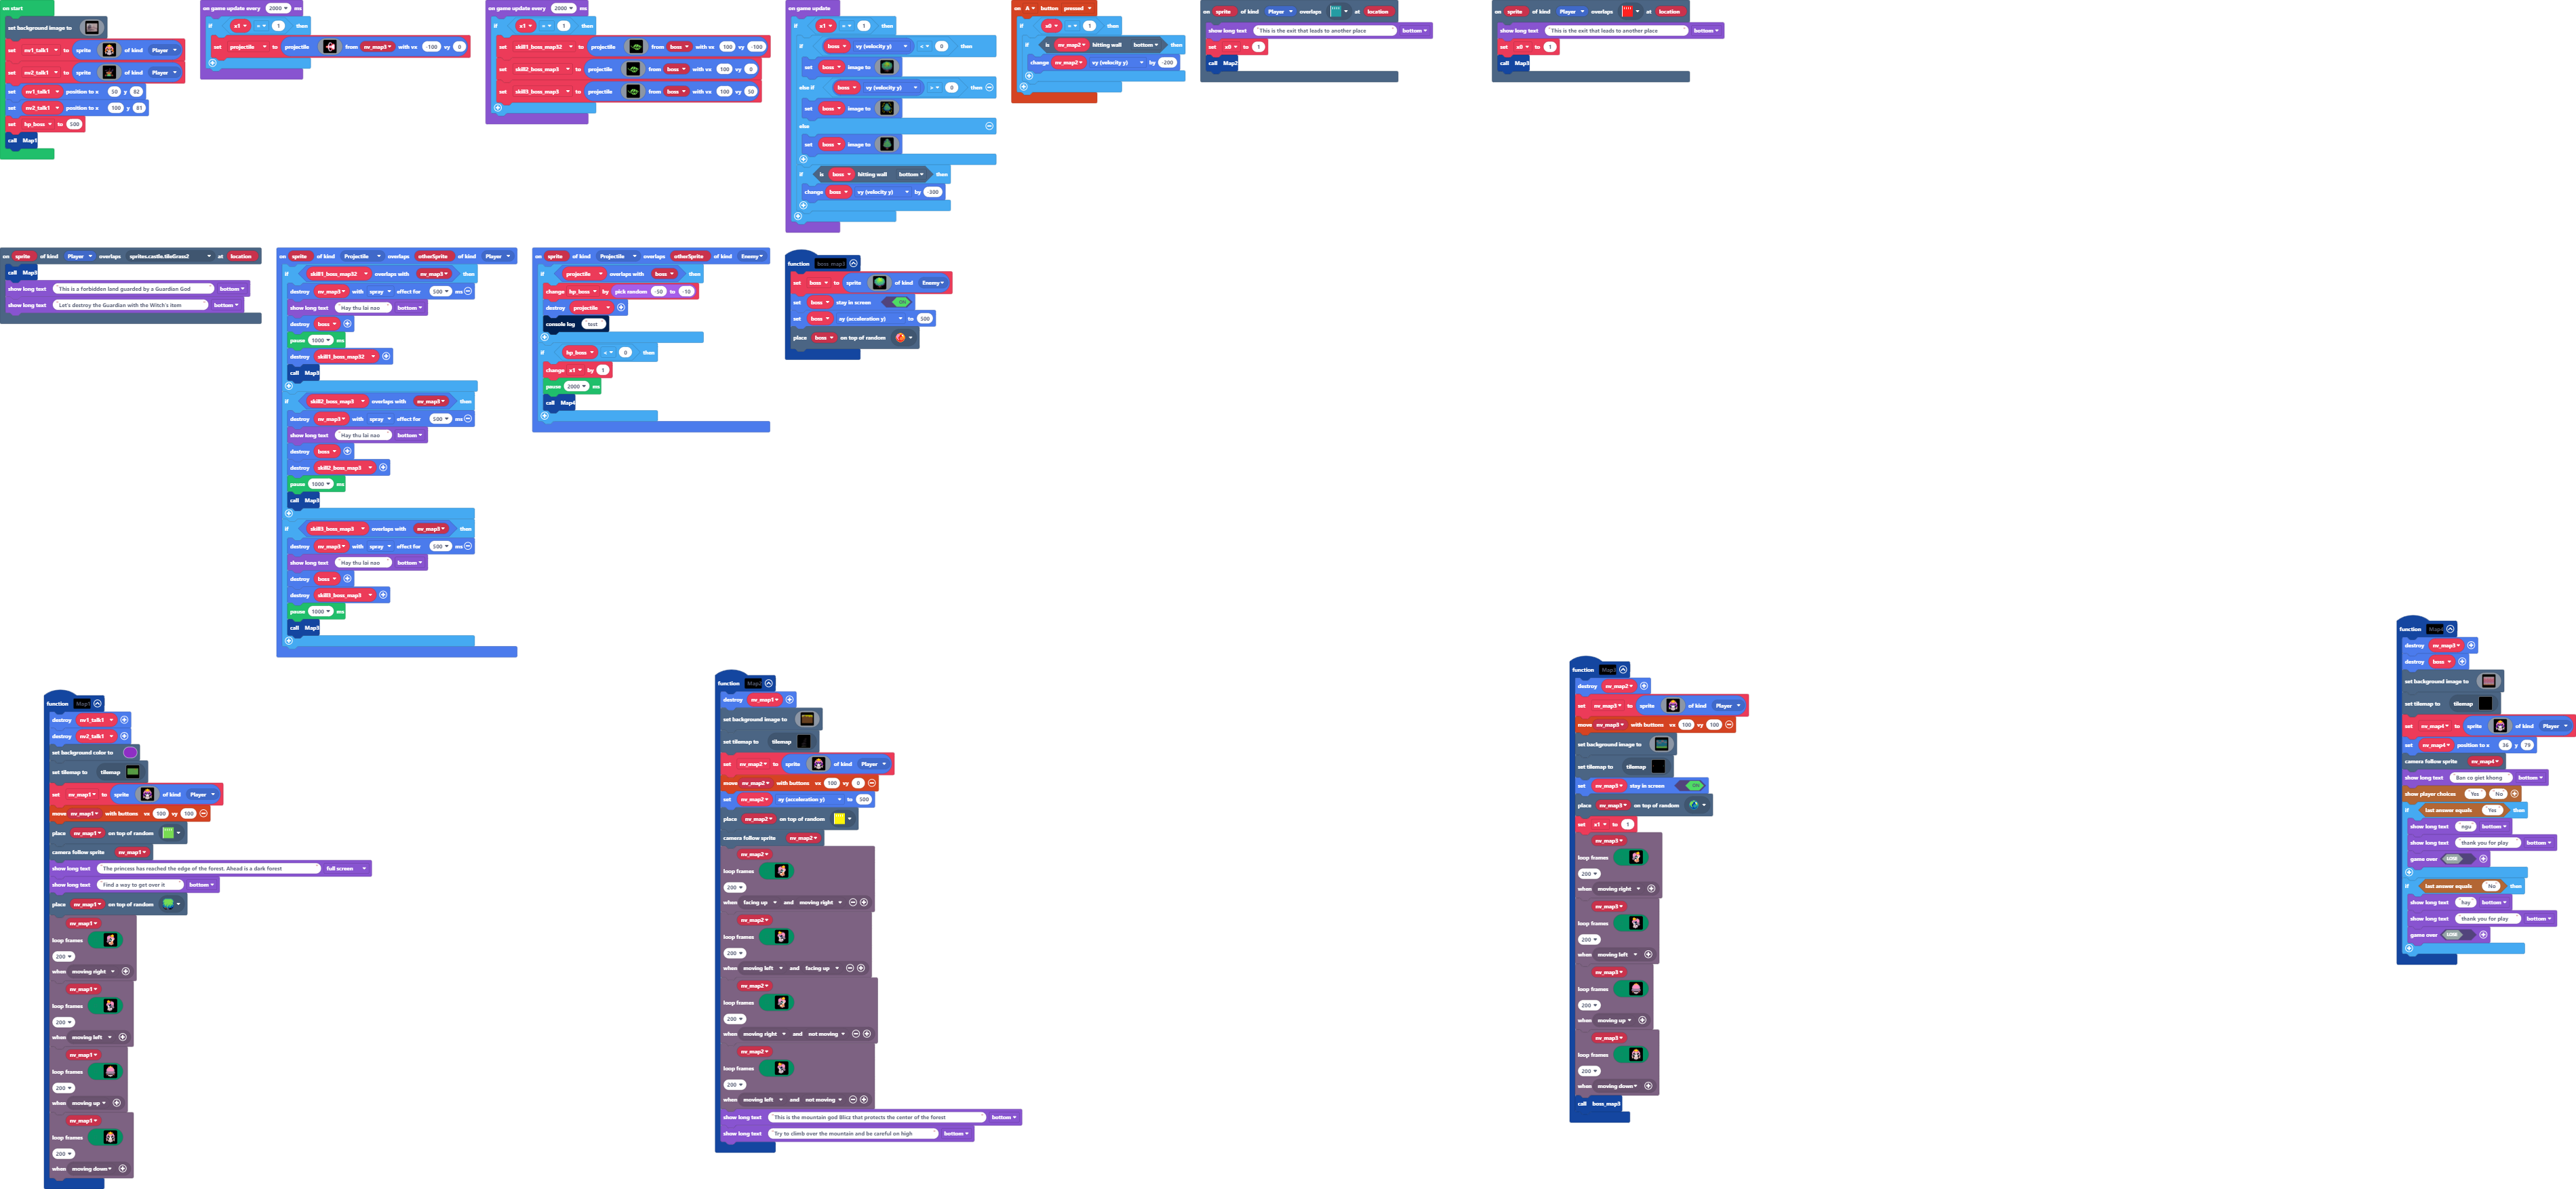 on start
set background image to
set nv1_talk1 to sprite of kind Player
set nv2_talk1 to sprite of kind Player
set nv1_talk1 position to x 50 y 82
set nv2_talk1 position to x 100 y 81
set hp_boss to 500
call Map1
on game update every 2000 ms
if x1 = 1 then
set projectile to projectile from nv_map3 with vx -100 vy 0
on game update every 2000 ms
if x1 = 1 then
set skill1_boss_map32 to projectile from boss with vx 100 vy -100
set skill2_boss_map3 to projectile from boss with vx 100 vy 0
set skill3_boss_map3 to projectile from boss with vx 100 vy 50
on game update
if x1 = 1 then
if boss vy (velocity y) < 0 then
set boss image to
else if boss vy (velocity y) > 0 then
set boss image to
else
set boss image to
if is boss hitting wall bottom then
change boss vy (velocity y) by -300
on A button pressed
if x0 = 1 then
if is nv_map2 hitting wall bottom then
change nv_map2 vy (velocity y) by -200
on sprite of kind Player overlaps at location
show long text This is the exit that leads to another place bottom
set x0 to 1
call Map2
on sprite of kind Player overlaps at location
show long text This is the exit that leads to another place bottom
set x0 to 1
call Map3
on sprite of kind Player overlaps sprites.castle.tileGrass2 at location
call Map3
show long text This is a forbidden land guarded by a Guardian God bottom
show long text Let's destroy the Guardian with the Witch's item bottom
on sprite of kind Projectile overlaps otherSprite of kind Player
if skill1_boss_map32 overlaps with nv_map3 then
destroy nv_map3 with spray effect for 500 ms
show long text Hay thu lai nao bottom
destroy boss
pause 1000 ms
destroy skill1_boss_map32
call Map3
if skill2_boss_map3 overlaps with nv_map3 then
destroy nv_map3 with spray effect for 500 ms
show long text Hay thu lai nao bottom
destroy boss
destroy skill2_boss_map3
pause 1000 ms
call Map3
if skill3_boss_map3 overlaps with nv_map3 then
destroy nv_map3 with spray effect for 500 ms
show long text Hay thu lai nao bottom
destroy boss
destroy skill3_boss_map3
pause 1000 ms
call Map3
on sprite of kind Projectile overlaps otherSprite of kind Enemy
if projectile overlaps with boss then
change hp_boss by pick random -50 to -10
destroy projectile
console log test
if hp_boss < 0 then
change x1 by 1
pause 2000 ms
call Map4
function boss_map3
set boss to sprite of kind Enemy
set boss stay in screen ON
set boss ay (acceleration y) to 500
place boss on top of random
function Map1
destroy nv1_talk1
destroy nv2_talk1
set background color to
set tilemap to tilemap
set nv_map1 to sprite of kind Player
move nv_map1 with buttons vx 100 vy 100
place nv_map1 on top of random
camera follow sprite nv_map1
show long text The princess has reached the edge of the forest. Ahead is a dark forest full screen
show long text Find a way to get over it bottom
place nv_map1 on top of random
nv_map1
loop frames
200
when moving right
nv_map1
loop frames
200
when moving left
nv_map1
loop frames
200
when moving up
nv_map1
loop frames
200
when moving down
function Map2
destroy nv_map1
set background image to
set tilemap to tilemap
set nv_map2 to sprite of kind Player
move nv_map2 with buttons vx 100 vy 0
set nv_map2 ay (acceleration y) to 500
place nv_map2 on top of random
camera follow sprite nv_map2
nv_map2
loop frames
200
when facing up and moving right
nv_map2
loop frames
200
when moving left and facing up
nv_map2
loop frames
200
when moving right and not moving
nv_map2
loop frames
200
when moving left and not moving
show long text This is the mountain god Blicz that protects the center of the forest bottom
show long text Try to climb over the mountain and be careful on high bottom
function Map3
destroy nv_map2
set nv_map3 to sprite of kind Player
move nv_map3 with buttons vx 100 vy 100
set background image to
set tilemap to tilemap
set nv_map3 stay in screen ON
place nv_map3 on top of random
set x1 to 1
nv_map3
loop frames
200
when moving right
nv_map3
loop frames
200
when moving left
nv_map3
loop frames
200
when moving up
nv_map3
loop frames
200
when moving down
call boss_map3
function Map4
destroy nv_map3
destroy boss
set background image to
set tilemap to tilemap
set nv_map4 to sprite of kind Player
set nv_map4 position to x 36 y 79
camera follow sprite nv_map4
show long text Ban co giet khong bottom
show player choices Yes No
if last answer equals Yes then
show long text ngu bottom
show long text thank you for play bottom
game over LOSE
if last answer equals No then
show long text hay bottom
show long text thank you for play bottom
game over